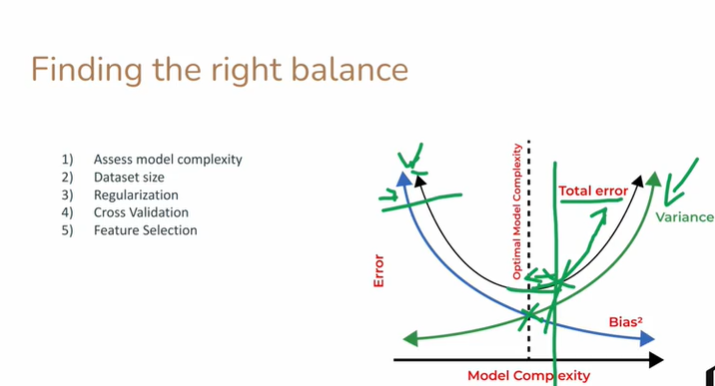 Finding the right balance
1) Assess model complexity
2) Dataset size
3) Regularization
4) Cross Validation
5) Feature Selection
Error
Optimal Model Complexity
Total error
Variance
Bias²
Model Complexity